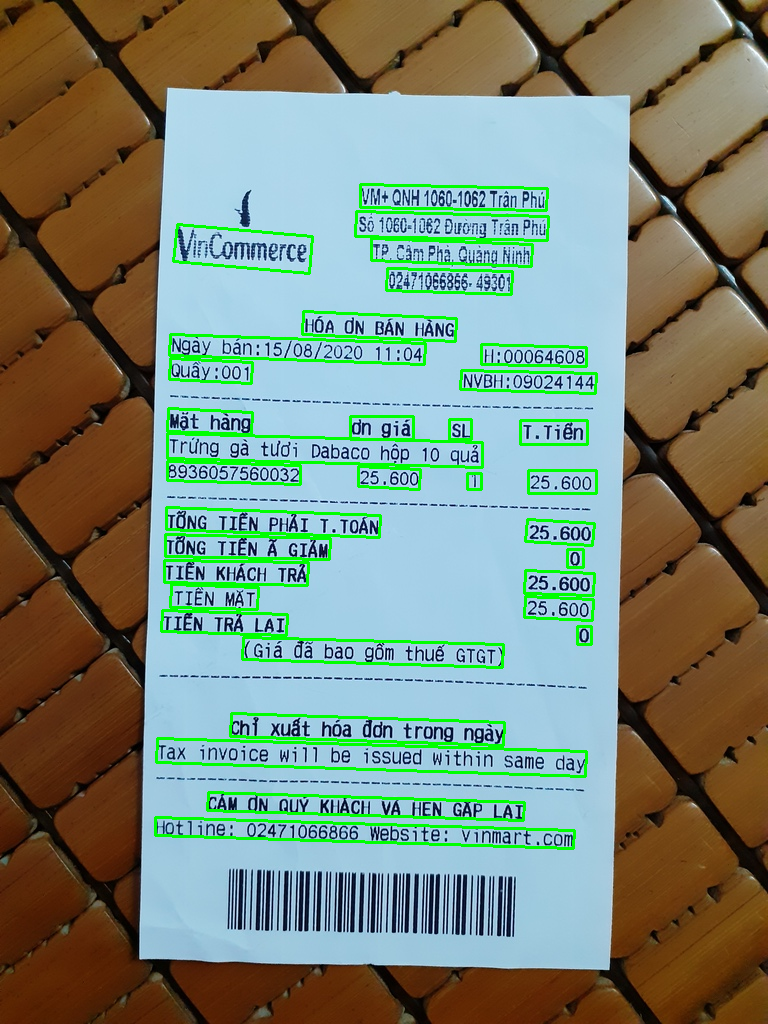 VinCommerce
VM+ QNH 1060-1062 Trần Phú
Số 1060-1062 Đường Trần Phú
TP. Cẩm Phả, Quảng Ninh
02471066866- 49301
HÓA ƠN BÁN HÀNG
Ngày bán:15/08/2020 11:04 H:00064608
Quầy:001 NVBH:09024144
Mặt hàng ơn giá SL T.Tiền
Trứng gà tươi Dabaco hộp 10 quả
8936057560032 25.600 1 25.600
TỔNG TIỀN PHẢI T.TOÁN 25.600
TỔNG TIỀN Ã GIẢM 0
TIỀN KHÁCH TRẢ 25.600
TIỀN MẶT 25.600
TIỀN TRẢ LẠI 0
(Giá đã bao gồm thuế GTGT)
Chỉ xuất hóa đơn trong ngày
Tax invoice will be issued within same day
CẢM ƠN QUÝ KHÁCH VÀ HẸN GẶP LẠI
Hotline: 02471066866 Website: vinmart.com